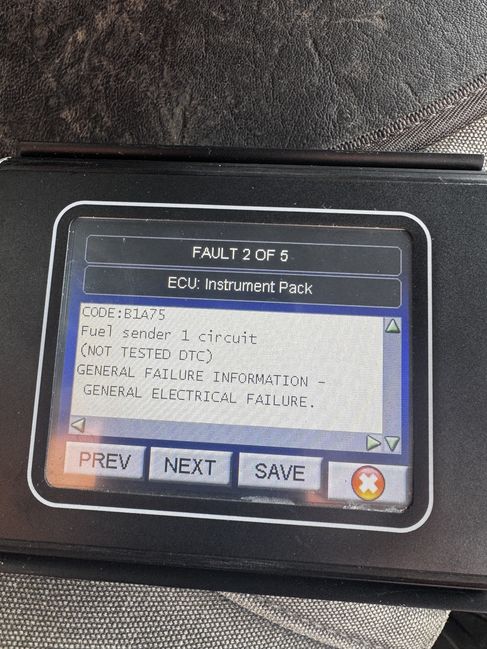 FAULT 2 OF 5
ECU: Instrument Pack
CODE:B1A75
Fuel sender 1 circuit
(NOT TESTED DTC)
GENERAL FAILURE INFORMATION -
GENERAL ELECTRICAL FAILURE.
PREV NEXT SAVE